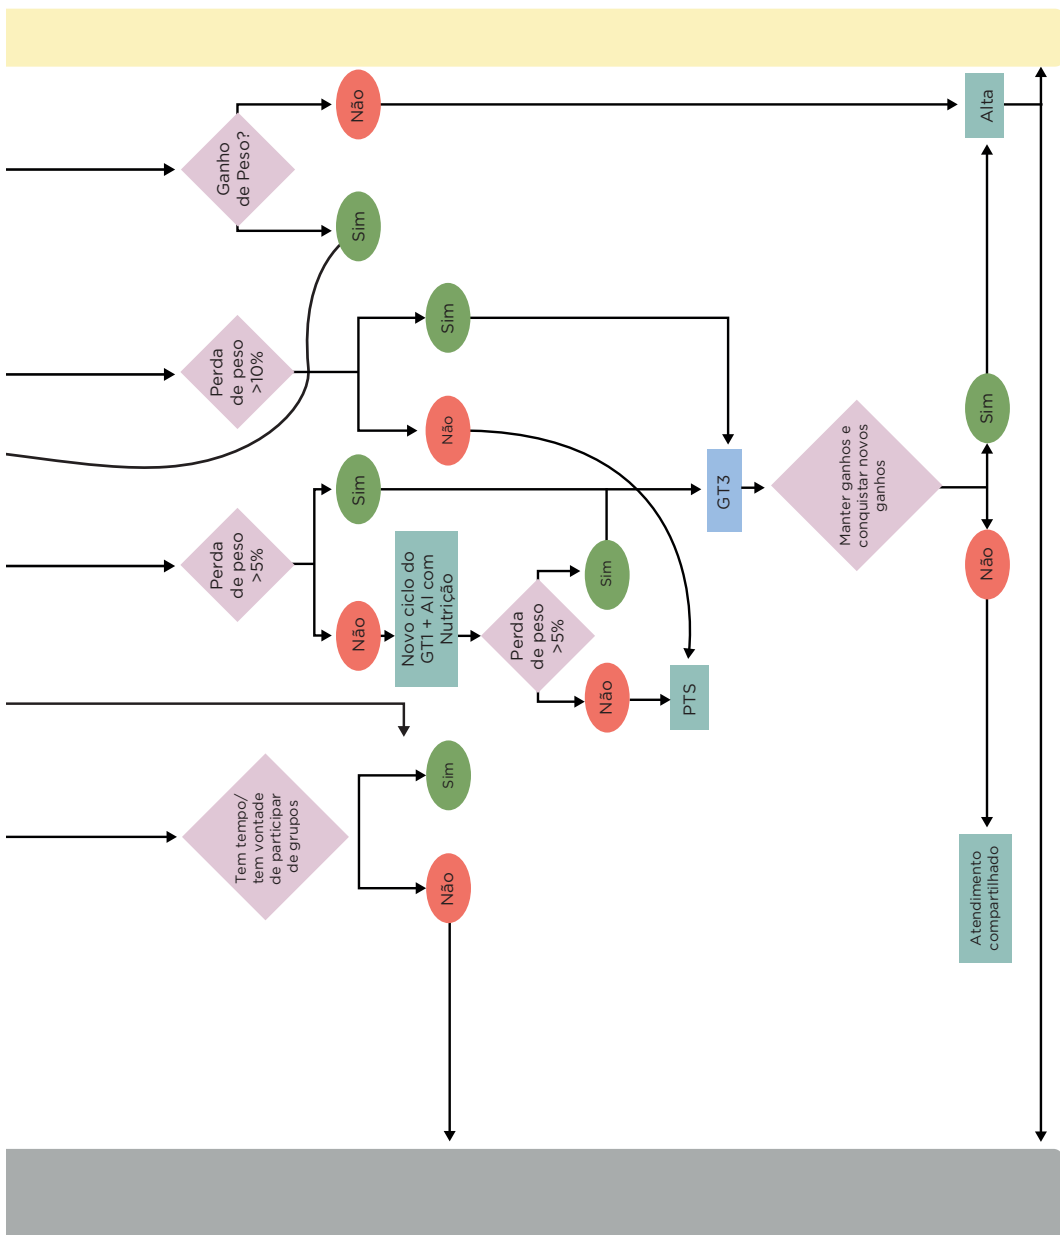 Ganho
de Peso?
Não
Sim
Alta
Perda
de peso
>10%
Sim
Não
Perda
de peso
>5%
Sim
Não
Novo ciclo do
GT1 + AI com
Nutrição
Perda
de peso
>5%
Sim
Não
PTS
GT3
Manter ganhos e
conquistar novos
ganhos
Sim
Não
Atendimento
compartilhado
Tem tempo/
tem vontade
de participar
de grupos
Sim
Não